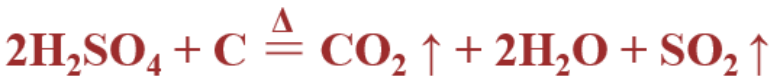 2H₂SO₄ + C ≜ CO₂ ↑ + 2H₂O + SO₂ ↑